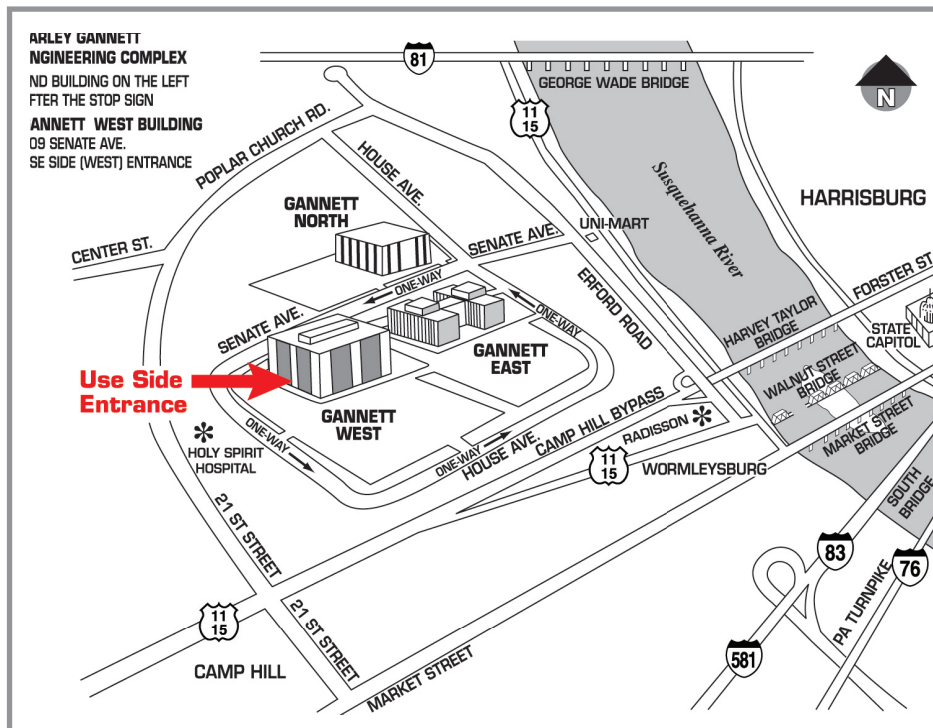 ARLEY GANNETT
NGINEERING COMPLEX
ND BUILDING ON THE LEFT
FTER THE STOP SIGN
ANNETT WEST BUILDING
09 SENATE AVE.
SE SIDE (WEST) ENTRANCE
81
GEORGE WADE BRIDGE
11
15
N
POPLAR CHURCH RD.
HOUSE AVE.
Susquehanna River
HARRISBURG
GANNETT
NORTH
UNI-MART
CENTER ST.
SENATE AVE.
FORSTER ST.
ONE-WAY
ERFORD ROAD
HARVEY TAYLOR
BRIDGE
STATE
CAPITOL
SENATE AVE.
ONE-WAY
GANNETT
EAST
WALNUT STREET
BRIDGE
Use Side
Entrance
GANNETT
WEST
CAMP HILL BYPASS
RADISSON
MARKET STREET
BRIDGE
HOLY SPIRIT
HOSPITAL
ONE-WAY
ONE-WAY
HOUSE AVE.
11
15
WORMLEYSBURG
SOUTH
BRIDGE
21 ST STREET
83
76
PA TURNPIKE
11
15
21 ST STREET
581
CAMP HILL
MARKET STREET